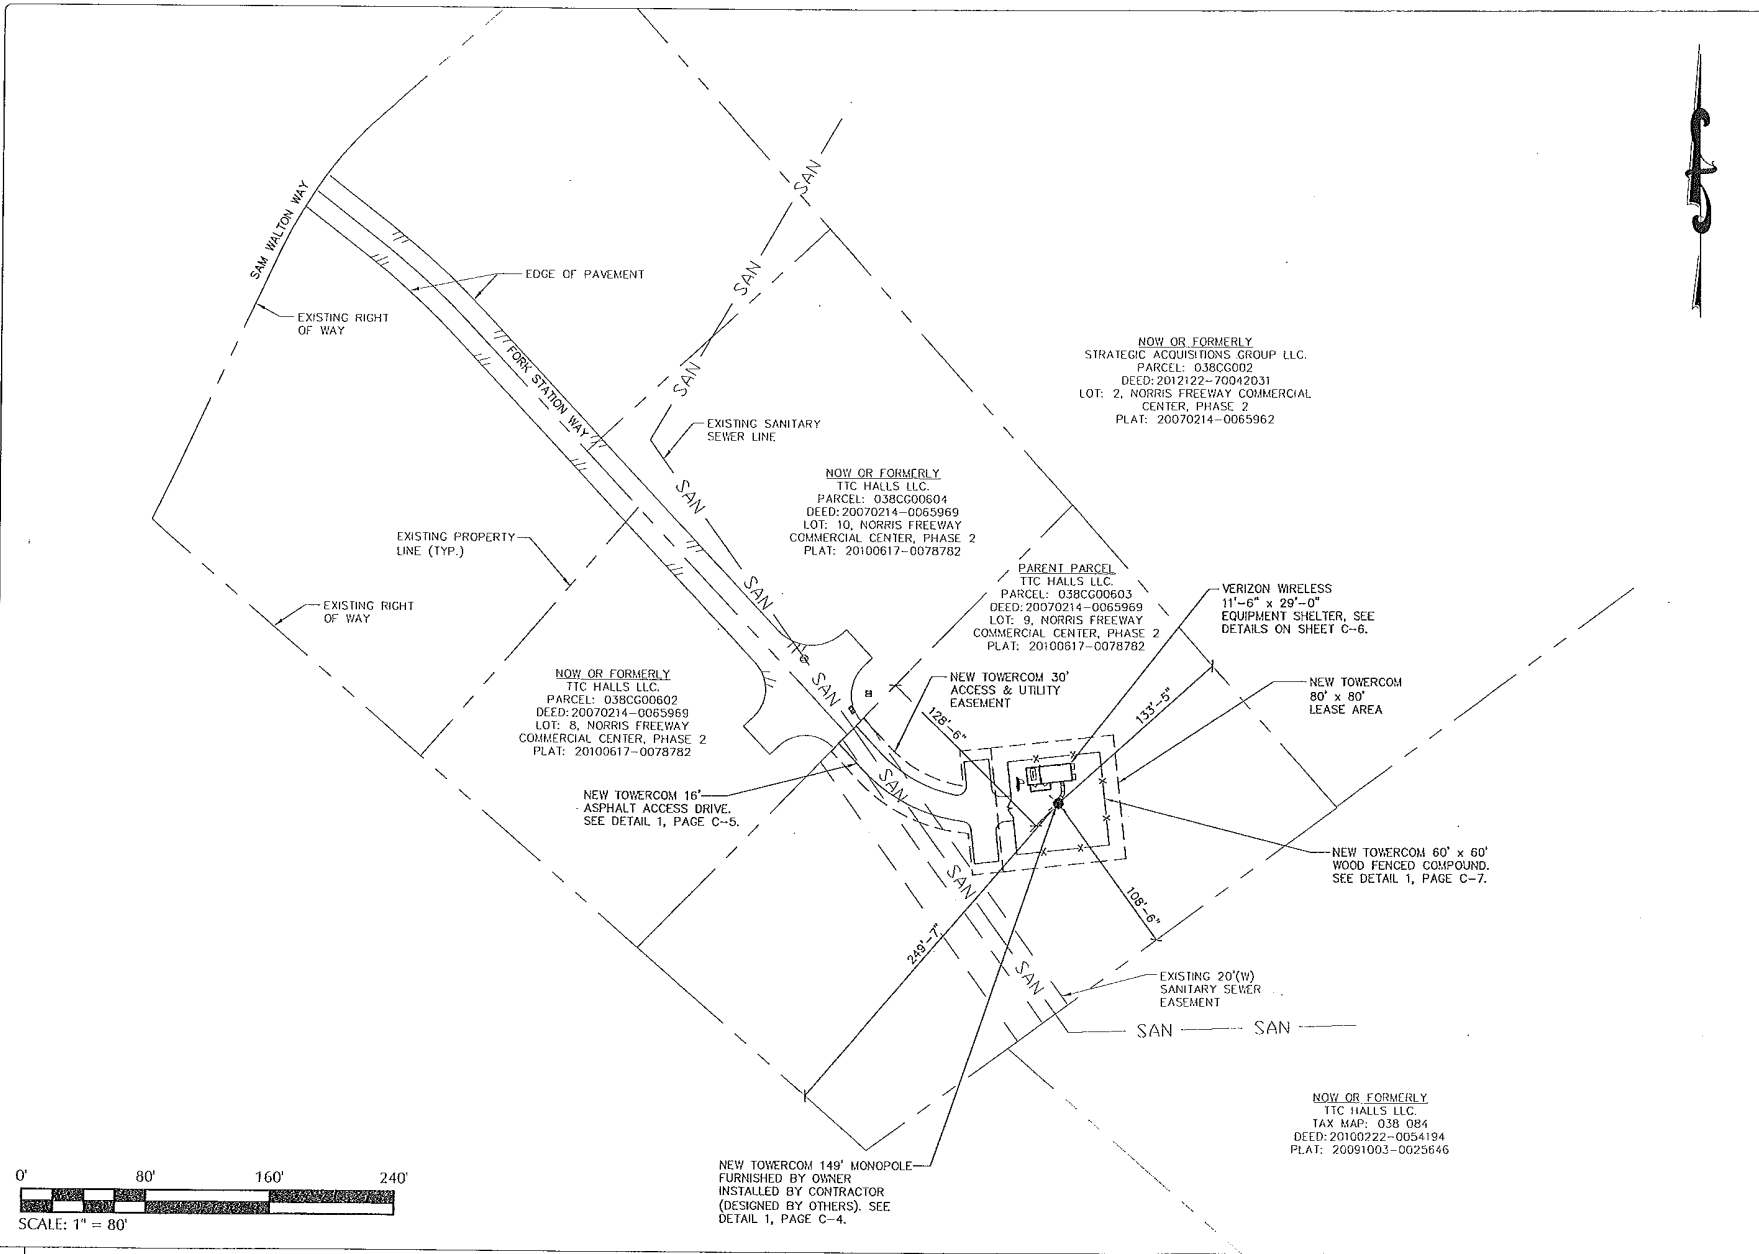 SAM WALTON WAY
EXISTING RIGHT
OF WAY
EDGE OF PAVEMENT
FORK STATION WAY
SAN
SAN
SAN
EXISTING SANITARY
SEWER LINE
SAN
NOW OR FORMERLY
STRATEGIC ACQUISITIONS GROUP LLC.
PARCEL: 038CG002
DEED: 2012122-70042031
LOT: 2, NORRIS FREEWAY COMMERCIAL
CENTER, PHASE 2
PLAT: 20070214-0065962
NOW OR FORMERLY
TTC HALLS LLC.
PARCEL: 038CG00604
DEED: 20070214-0065969
LOT: 10, NORRIS FREEWAY
COMMERCIAL CENTER, PHASE 2
PLAT: 20100617-0078782
EXISTING PROPERTY
LINE (TYP.)
EXISTING RIGHT
OF WAY
PARENT PARCEL
TTC HALLS LLC.
PARCEL: 038CG00603
DEED: 20070214-0065969
LOT: 9, NORRIS FREEWAY
COMMERCIAL CENTER, PHASE 2
PLAT: 20100617-0078782
VERIZON WIRELESS
11'-6" x 29'-0"
EQUIPMENT SHELTER, SEE
DETAILS ON SHEET C-6.
SAN
SAN
NOW OR FORMERLY
TTC HALLS LLC.
PARCEL: 038CG00602
DEED: 20070214-0065969
LOT: 8, NORRIS FREEWAY
COMMERCIAL CENTER, PHASE 2
PLAT: 20100617-0078782
NEW TOWERCOM 30'
ACCESS & UTILITY
EASEMENT
128'-6"
133'-5"
NEW TOWERCOM
80' x 80'
LEASE AREA
NEW TOWERCOM 16'
ASPHALT ACCESS DRIVE.
SEE DETAIL 1, PAGE C-5.
SAN
SAN
NEW TOWERCOM 60' x 60'
WOOD FENCED COMPOUND.
SEE DETAIL 1, PAGE C-7.
108'-6"
249'-7"
SAN
EXISTING 20'(W)
SANITARY SEWER
EASEMENT
SAN SAN
NOW OR FORMERLY
TTC HALLS LLC.
TAX MAP: 038 084
DEED: 20100222-0054194
PLAT: 20091003-0025646
NEW TOWERCOM 149' MONOPOLE
FURNISHED BY OWNER
INSTALLED BY CONTRACTOR
(DESIGNED BY OTHERS). SEE
DETAIL 1, PAGE C-4.
0' 80' 160' 240'
SCALE: 1" = 80'